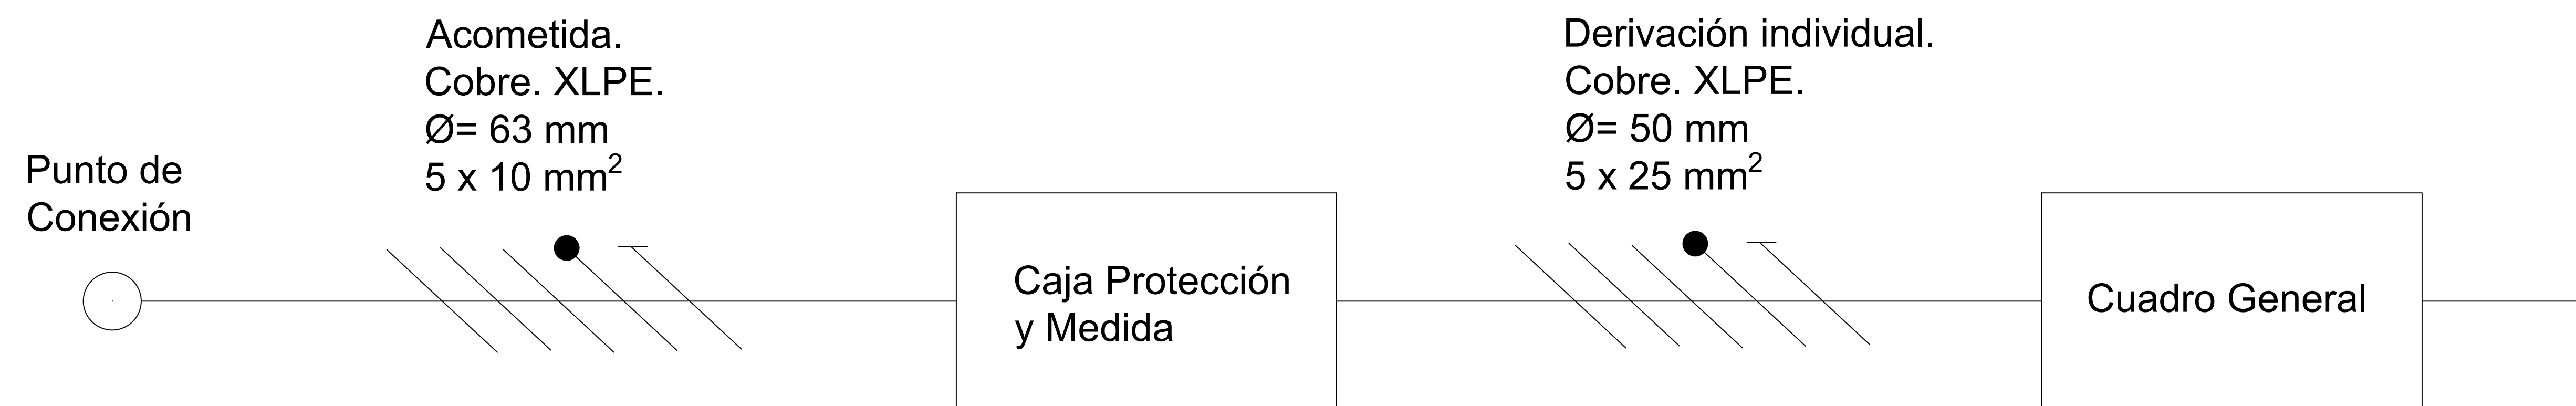 Punto de
Conexión
Acometida.
Cobre. XLPE.
Ø= 63 mm
5 x 10 mm²
Caja Protección
y Medida
Derivación individual.
Cobre. XLPE.
Ø= 50 mm
5 x 25 mm²
Cuadro General